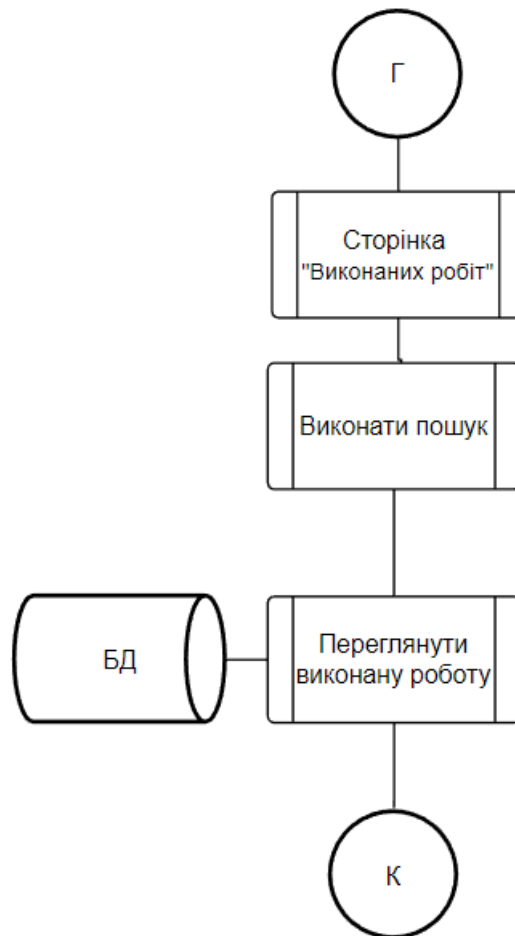 Г
Сторінка
"Виконаних робіт"
Виконати пошук
БД
Переглянути
виконану роботу
К